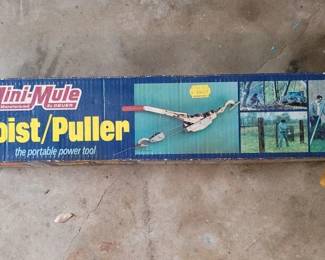 Mini-Mule
oist/Puller
the portable power tool